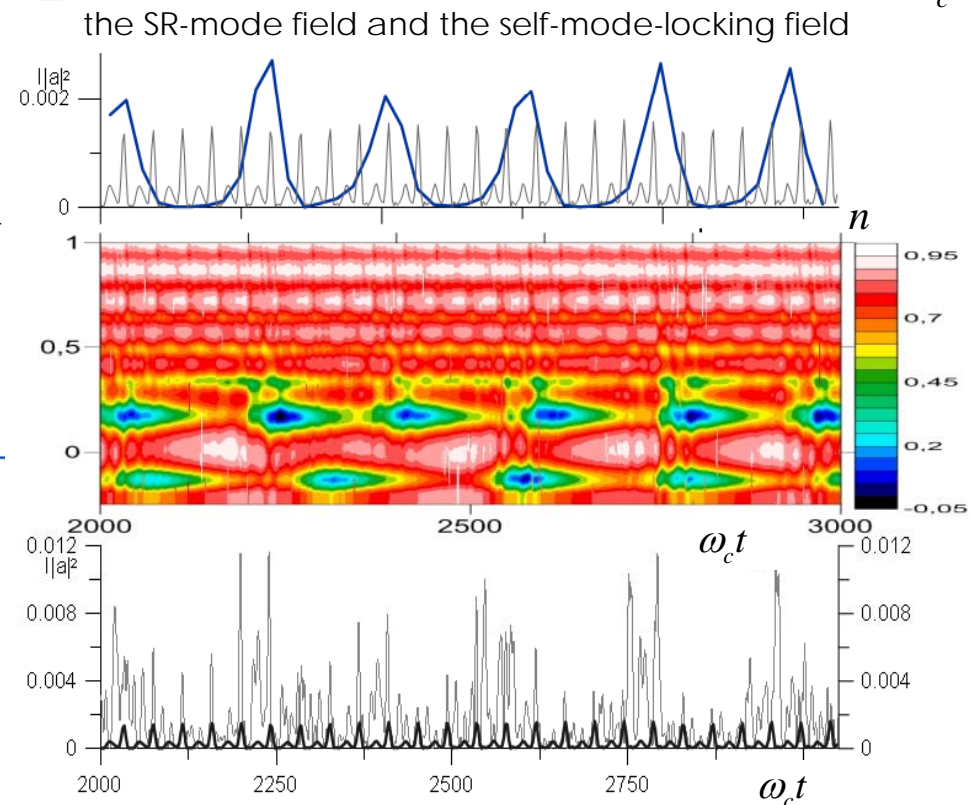 c
the SR-mode field and the self-mode-locking field
I|a|²
0.002
0
n
1
0,5
0
0,95
0,7
0,45
0,2
-0,05
2000 2500 3000
ω_c t
0.012 0.012
I|a|²
0.008 0.008
0.004 0.004
0 0
2000 2250 2500 2750
ω_c t